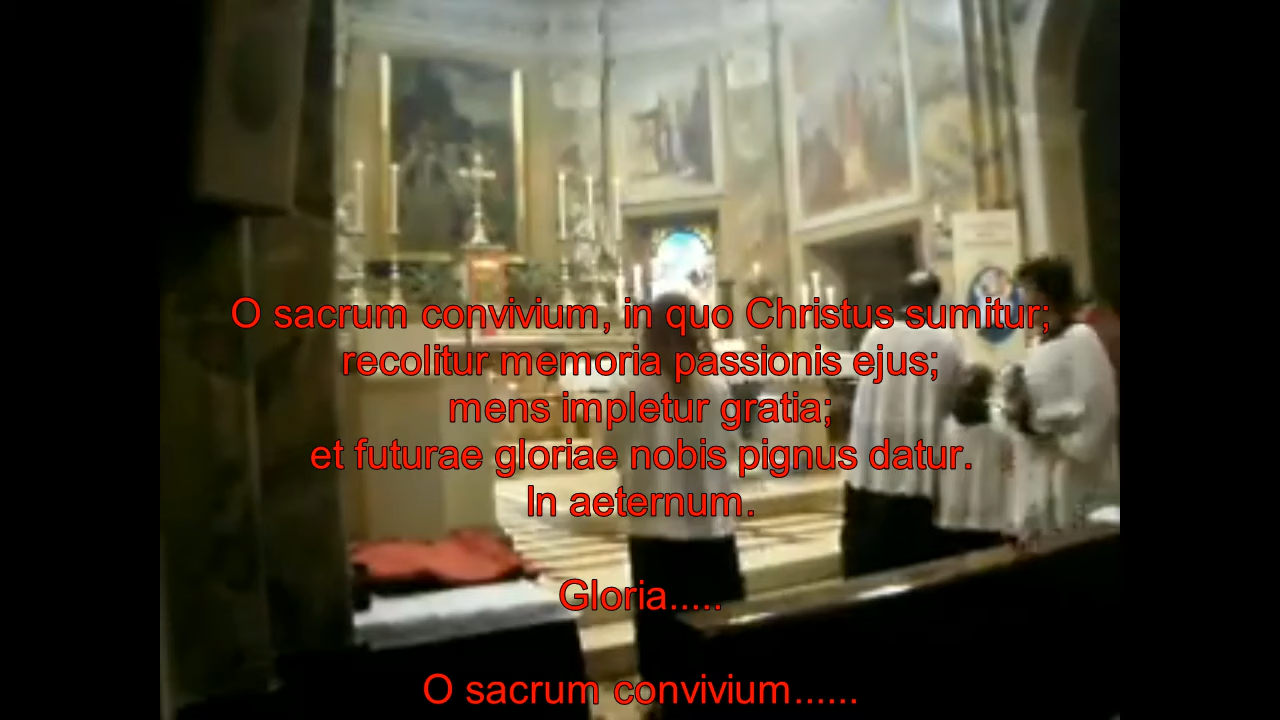 O sacrum convivium, in quo Christus sumitur;
recolitur memoria passionis ejus;
mens impletur gratia;
et futurae gloriae nobis pignus datur.
In aeternum.
Gloria.....
O sacrum convivium......